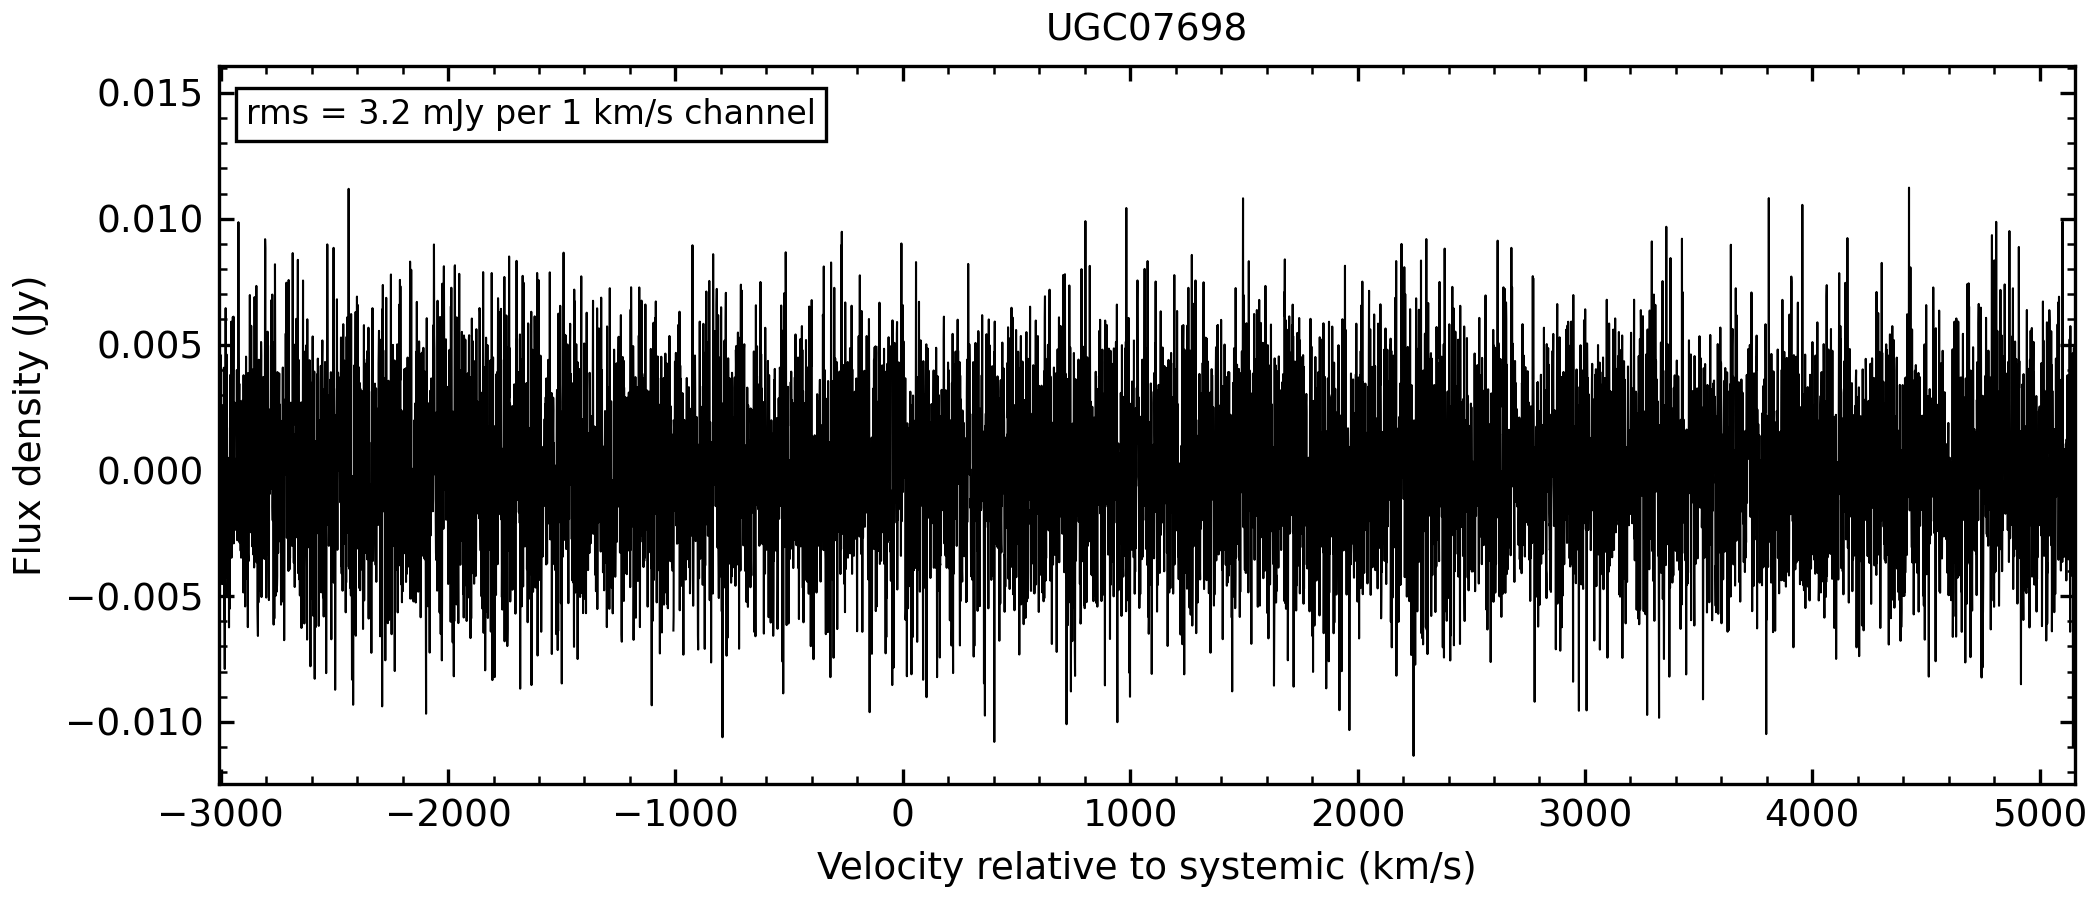 UGC07698
rms = 3.2 mJy per 1 km/s channel
Flux density (Jy)
0.015
0.010
0.005
0.000
−0.005
−0.010
−3000 −2000 −1000 0 1000 2000 3000 4000 5000
Velocity relative to systemic (km/s)